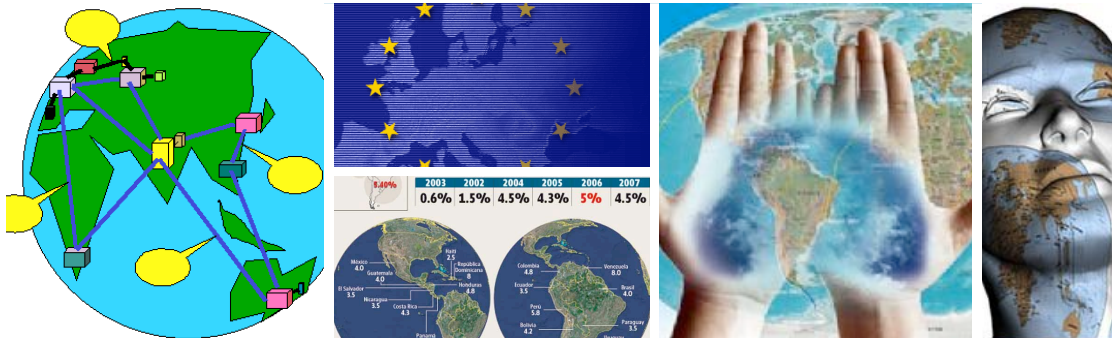 8.40%
2003 2002 2004 2005 2006 2007
0.6% 1.5% 4.5% 4.3% 5% 4.5%
México
4.0
Guatemala
4.0
El Salvador
3.5
Nicaragua
3.5
Costa Rica
4.3
Panamá
Haití
2.5
República
Dominicana
8
Honduras
4.8
Colombia
4.8
Ecuador
3.5
Perú
5.8
Bolivia
4.2
Venezuela
8.0
Brasil
4.0
Paraguay
3.5
Uruguay